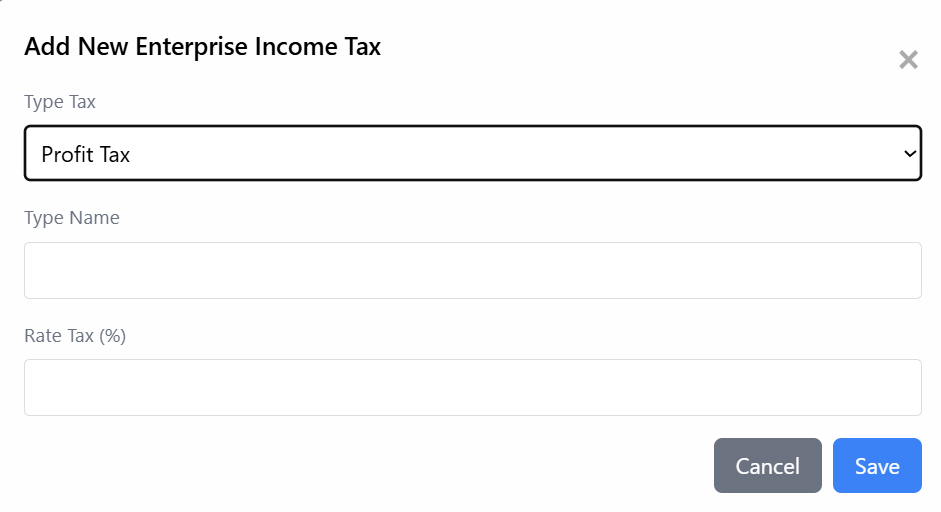 Add New Enterprise Income Tax
Type Tax
Profit Tax
Type Name
Rate Tax (%)
Cancel Save